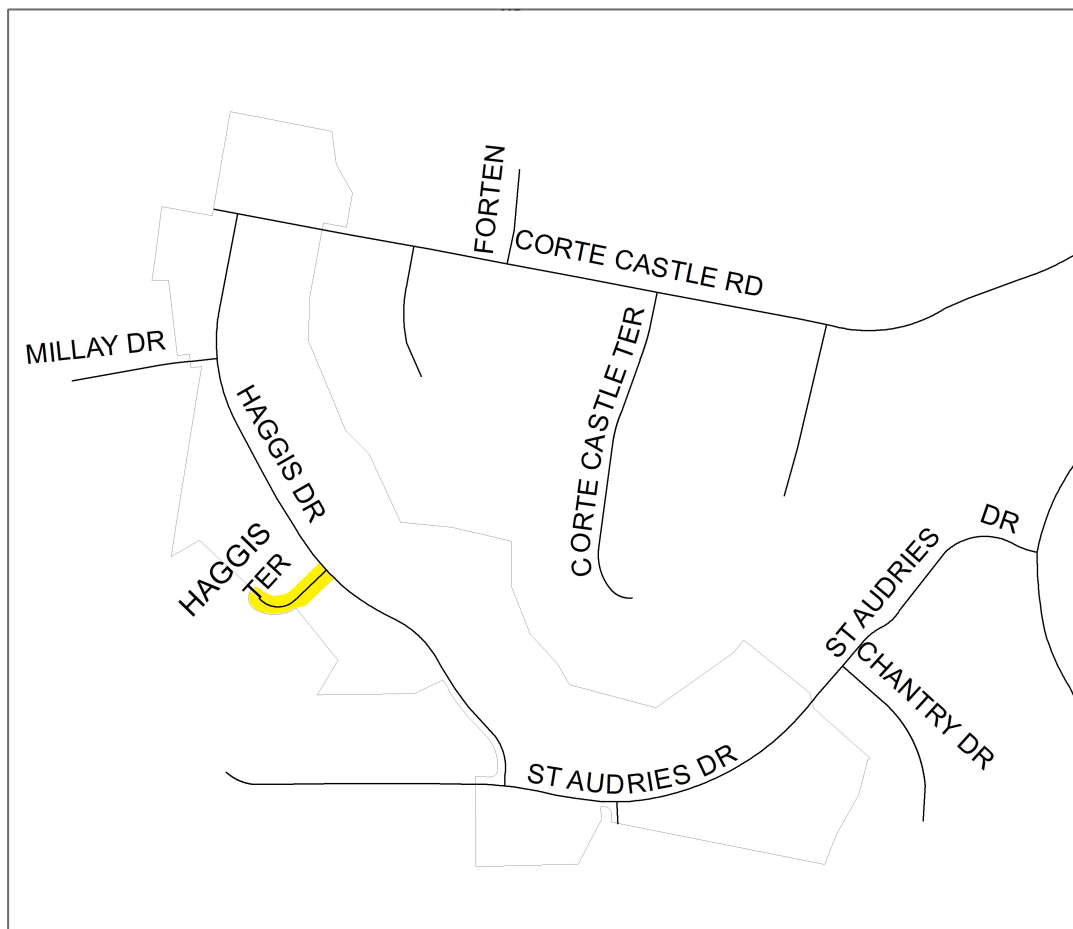 FORTEN
CORTE CASTLE RD
MILLAY DR
CORTE CASTLE TER
HAGGIS DR
HAGGIS
TER
ST AUDRIES DR
CHANTRY DR
ST AUDRIES DR